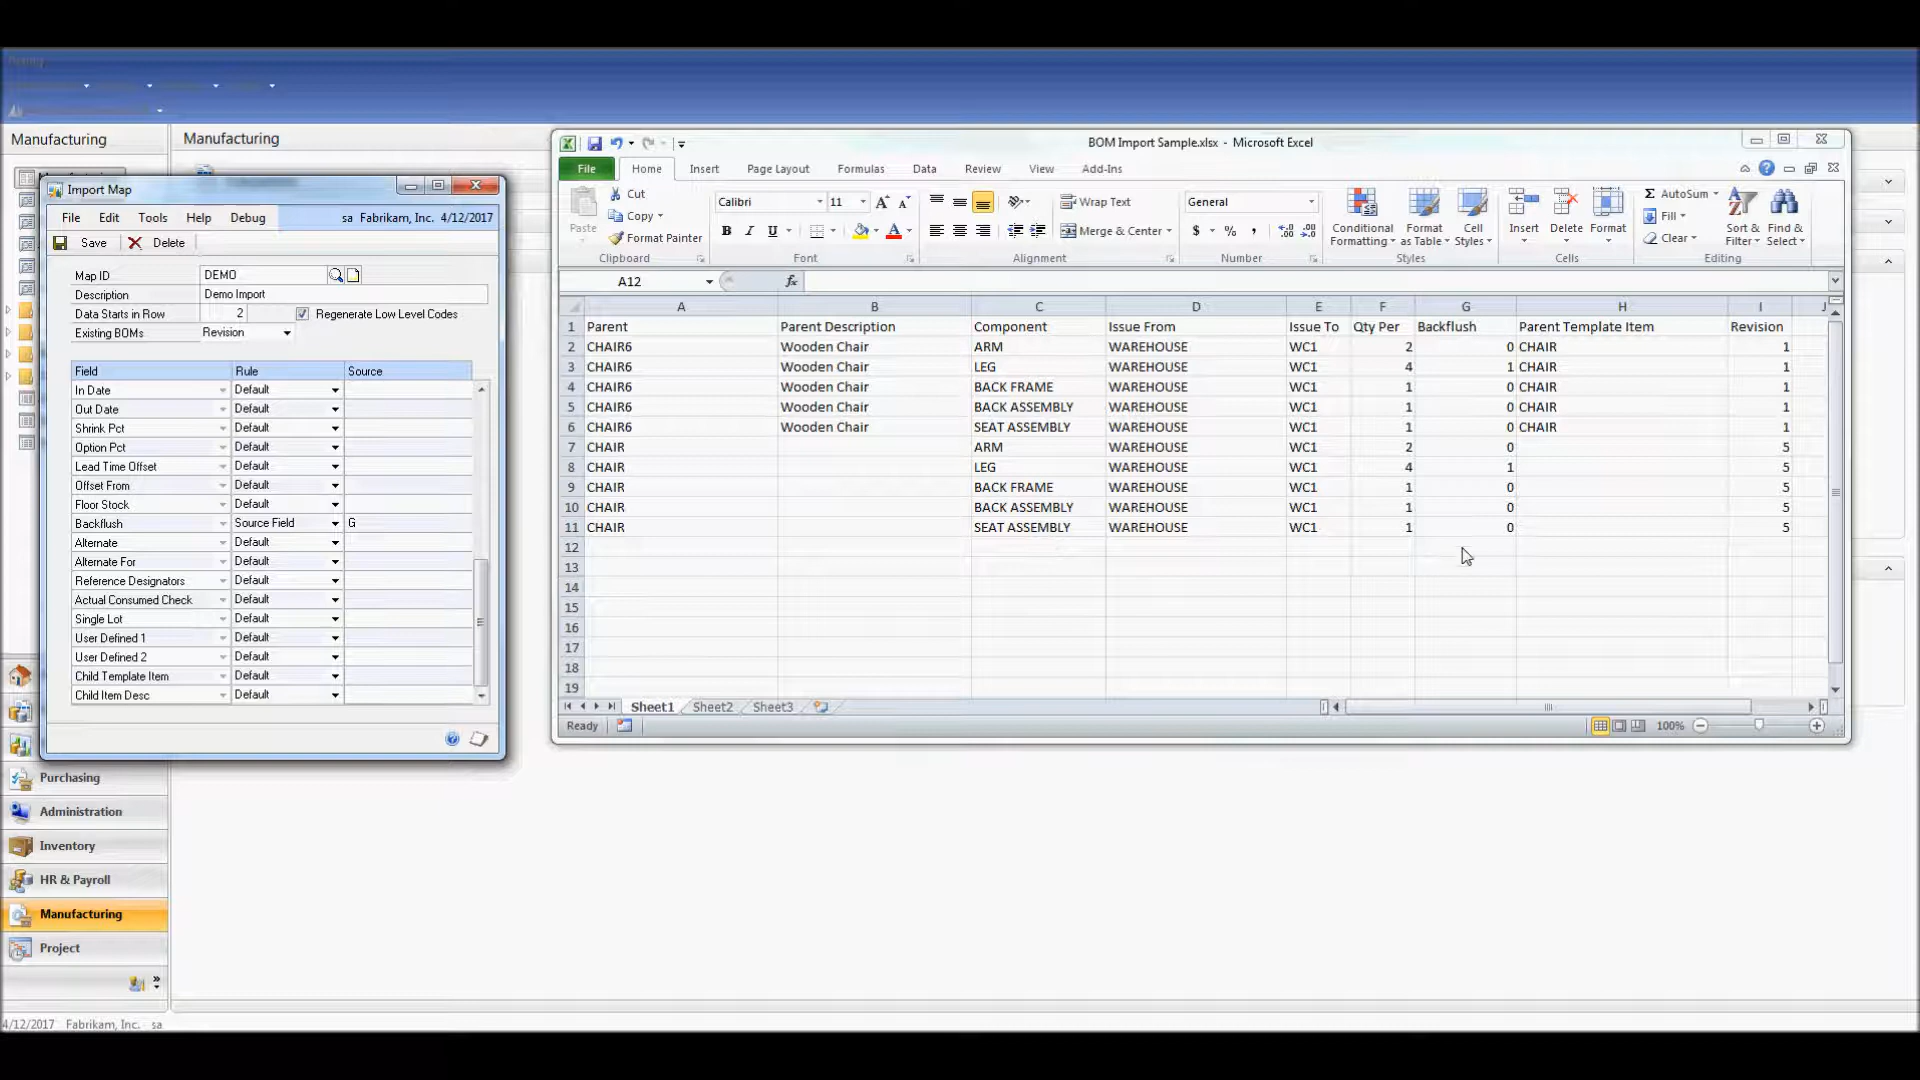 Manufacturing
Manufacturing
Import Map
File Edit Tools Help Debug sa Fabrikam, Inc. 4/12/2017
Save Delete
Map ID DEMO
Description Demo Import
Data Starts in Row 2 Regenerate Low Level Codes
Existing BOMs Revision
Field Rule Source
In Date Default
Out Date Default
Shrink Pct Default
Option Pct Default
Lead Time Offset Default
Offset From Default
Floor Stock Default
Backflush Source Field G
Alternate Default
Alternate For Default
Reference Designators Default
Actual Consumed Check Default
Single Lot Default
User Defined 1 Default
User Defined 2 Default
Child Template Item Default
Child Item Desc Default
Purchasing
Administration
Inventory
HR & Payroll
Manufacturing
Project
4/12/2017 Fabrikam, Inc. sa
BOM Import Sample.xlsx - Microsoft Excel
File Home Insert Page Layout Formulas Data Review View Add-Ins
Paste
Cut
Copy
Format Painter
Clipboard
Calibri 11
B I U
Font
Wrap Text
Merge & Center
Alignment
General
$ % ,
Number
Conditional Formatting
Format as Table
Cell Styles
Styles
Insert Delete Format
Cells
AutoSum
Fill
Clear
Sort & Filter
Find & Select
Editing
A12 fx
A B C D E F G H I J
1 Parent Parent Description Component Issue From Issue To Qty Per Backflush Parent Template Item Revision
2 CHAIR6 Wooden Chair ARM WAREHOUSE WC1 2 0 CHAIR 1
3 CHAIR6 Wooden Chair LEG WAREHOUSE WC1 4 1 CHAIR 1
4 CHAIR6 Wooden Chair BACK FRAME WAREHOUSE WC1 1 0 CHAIR 1
5 CHAIR6 Wooden Chair BACK ASSEMBLY WAREHOUSE WC1 1 0 CHAIR 1
6 CHAIR6 Wooden Chair SEAT ASSEMBLY WAREHOUSE WC1 1 0 CHAIR 1
7 CHAIR ARM WAREHOUSE WC1 2 0 5
8 CHAIR LEG WAREHOUSE WC1 4 1 5
9 CHAIR BACK FRAME WAREHOUSE WC1 1 0 5
10 CHAIR BACK ASSEMBLY WAREHOUSE WC1 1 0 5
11 CHAIR SEAT ASSEMBLY WAREHOUSE WC1 1 0 5
12
13
14
15
16
17
18
19
Sheet1 Sheet2 Sheet3
Ready 100%